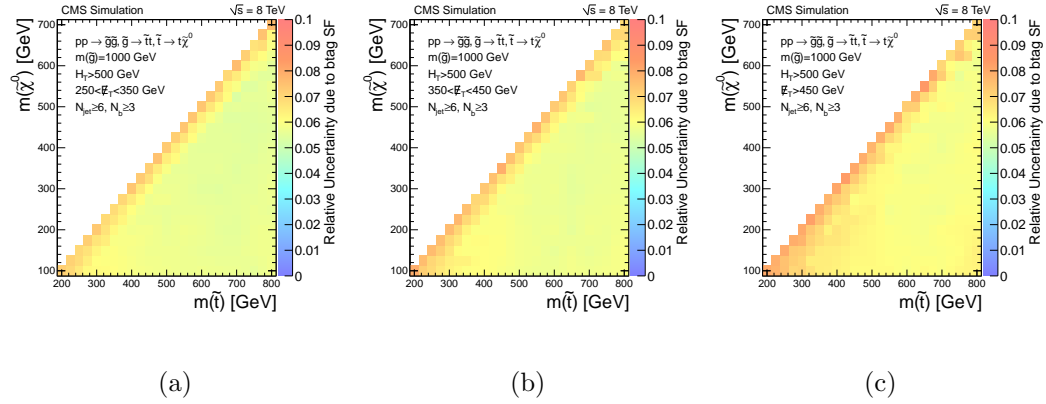 CMS Simulation √s = 8 TeV
pp → g̃g̃, g̃ → t̃t, t̃ → tχ̃⁰
m(g̃)=1000 GeV
H_T>500 GeV
250<E̸_T<350 GeV
N_jet≥6, N_b≥3
m(χ̃⁰) [GeV]
700
600
500
400
300
200
100
200 300 400 500 600 700 800
m(t̃) [GeV]
0.1
0.09
0.08
0.07
0.06
0.05
0.04
0.03
0.02
0.01
0
Relative Uncertainty due to btag SF
(a)
CMS Simulation √s = 8 TeV
pp → g̃g̃, g̃ → t̃t, t̃ → tχ̃⁰
m(g̃)=1000 GeV
H_T>500 GeV
350<E̸_T<450 GeV
N_jet≥6, N_b≥3
m(χ̃⁰) [GeV]
700
600
500
400
300
200
100
200 300 400 500 600 700 800
m(t̃) [GeV]
0.1
0.09
0.08
0.07
0.06
0.05
0.04
0.03
0.02
0.01
0
Relative Uncertainty due to btag SF
(b)
CMS Simulation √s = 8 TeV
pp → g̃g̃, g̃ → t̃t, t̃ → tχ̃⁰
m(g̃)=1000 GeV
H_T>500 GeV
E̸_T>450 GeV
N_jet≥6, N_b≥3
m(χ̃⁰) [GeV]
700
600
500
400
300
200
100
200 300 400 500 600 700 800
m(t̃) [GeV]
0.1
0.09
0.08
0.07
0.06
0.05
0.04
0.03
0.02
0.01
0
Relative Uncertainty due to btag SF
(c)